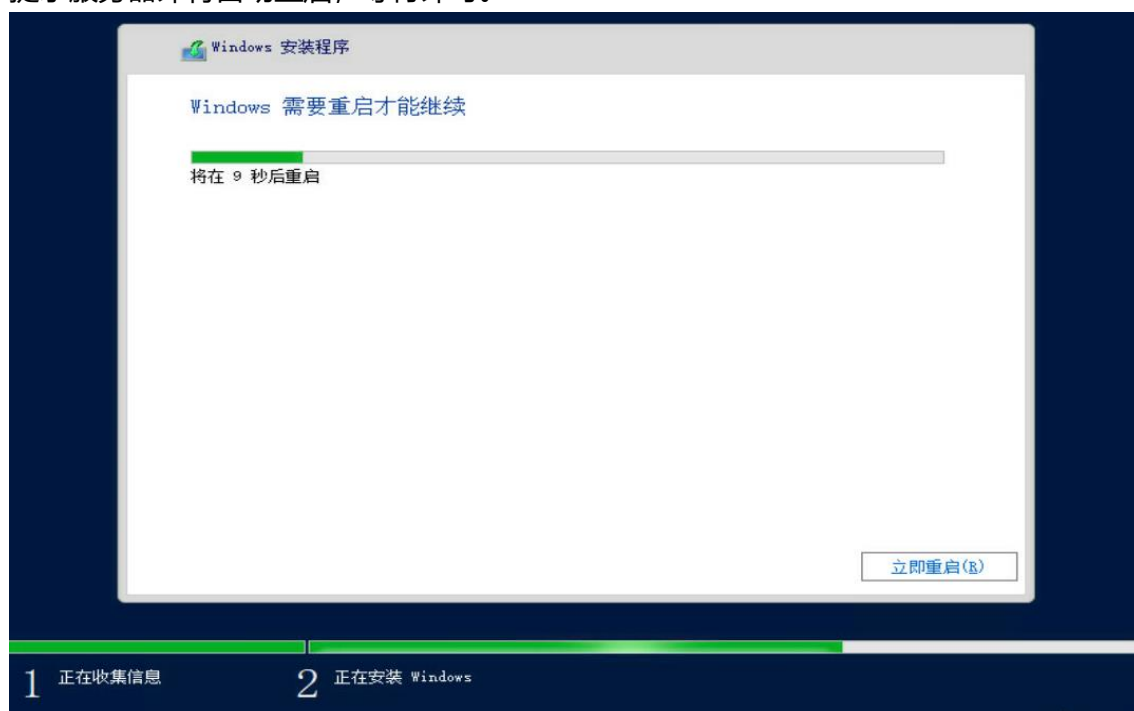 Windows 安装程序
Windows 需要重启才能继续
将在 9 秒后重启
立即重启(R)
1 正在收集信息
2 正在安装 Windows